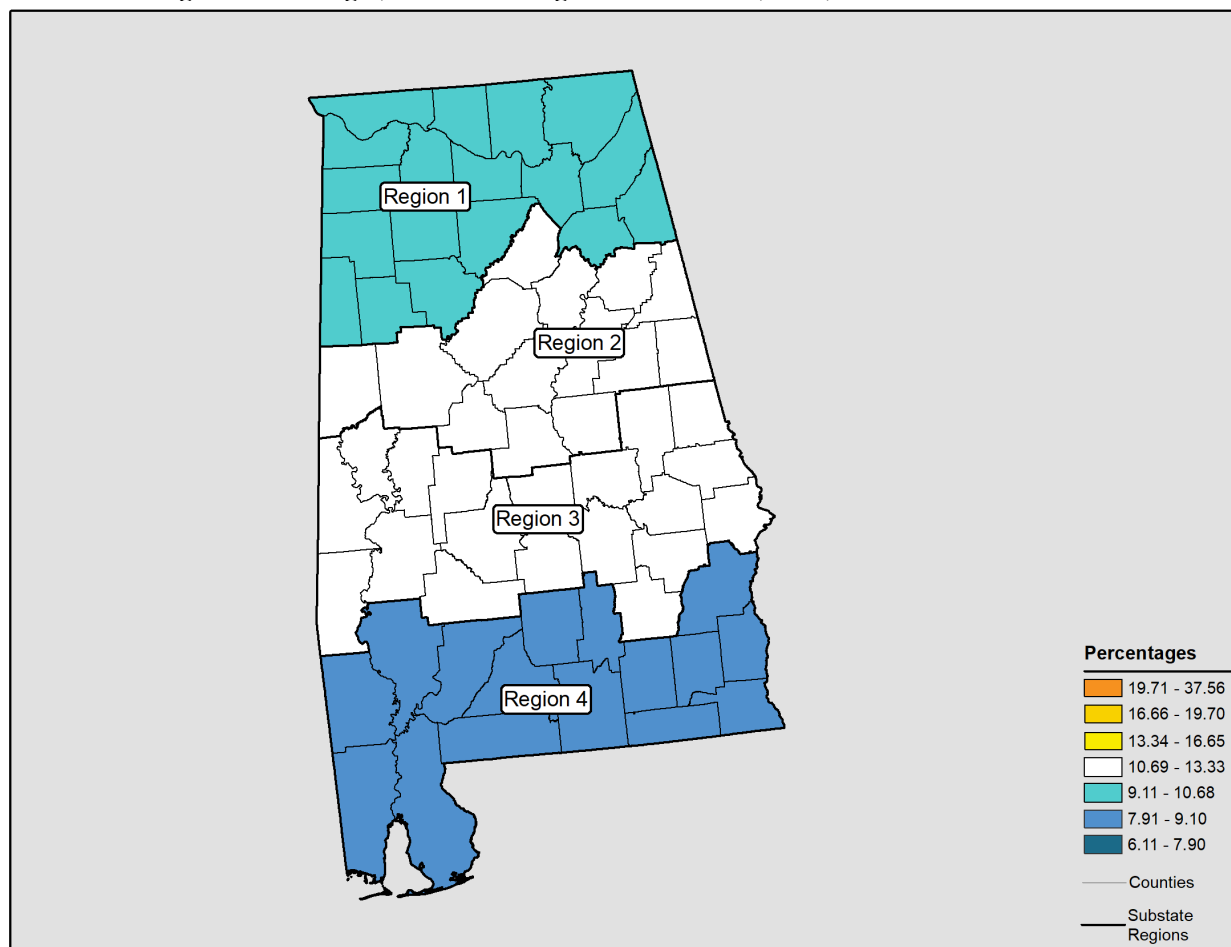 Region 1
Region 2
Region 3
Region 4
Percentages
19.71 - 37.56
16.66 - 19.70
13.34 - 16.65
10.69 - 13.33
9.11 - 10.68
7.91 - 9.10
6.11 - 7.90
Counties
Substate
Regions